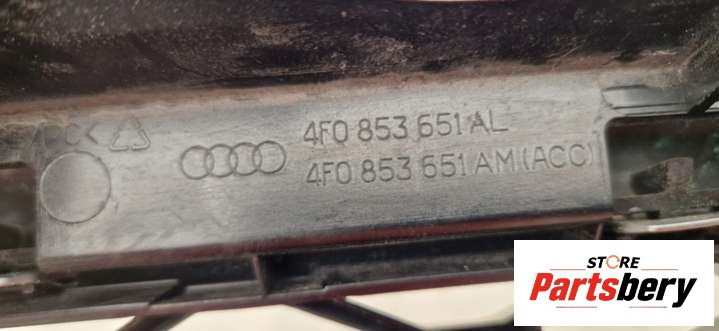 4F0 853 651 AL
4F0 853 651 AM (ACC)
STORE
Partsbery